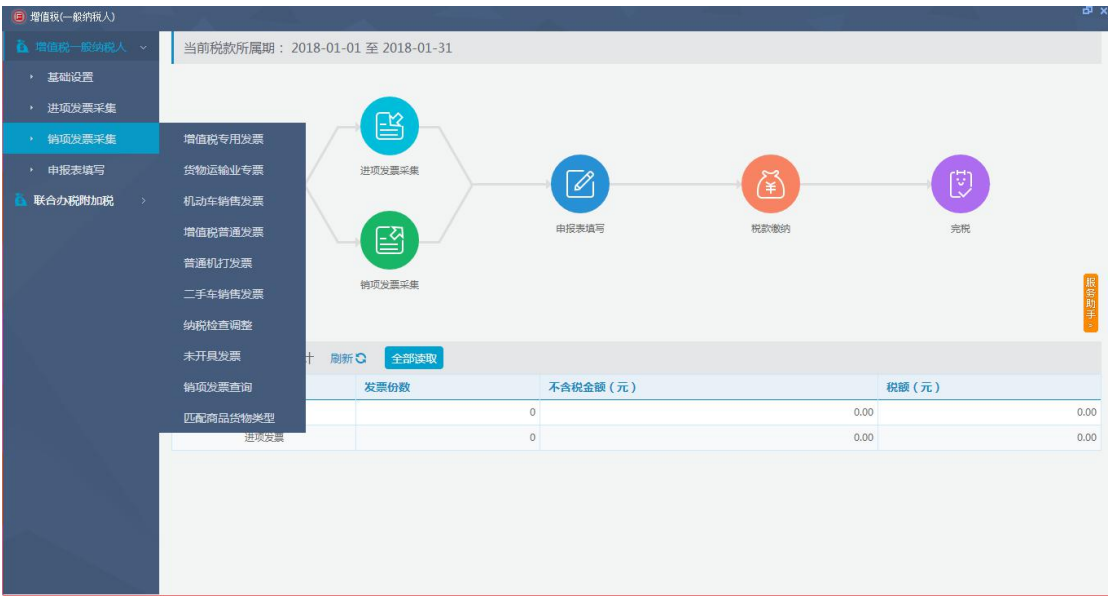 增值税(一般纳税人)
增值税一般纳税人
当前税款所属期： 2018-01-01 至 2018-01-31
基础设置
进项发票采集
销项发票采集
申报表填写
联合办税附加税
增值税专用发票
货物运输业专票
机动车销售发票
增值税普通发票
普通机打发票
二手车销售发票
纳税检查调整
未开具发票
销项发票查询
匹配商品货物类型
进项发票采集
销项发票采集
申报表填写
税款缴纳
完税
服务助手 >
刷新 全部读取
发票份数 不含税金额（元） 税额（元）
0 0.00 0.00
进项发票 0 0.00 0.00